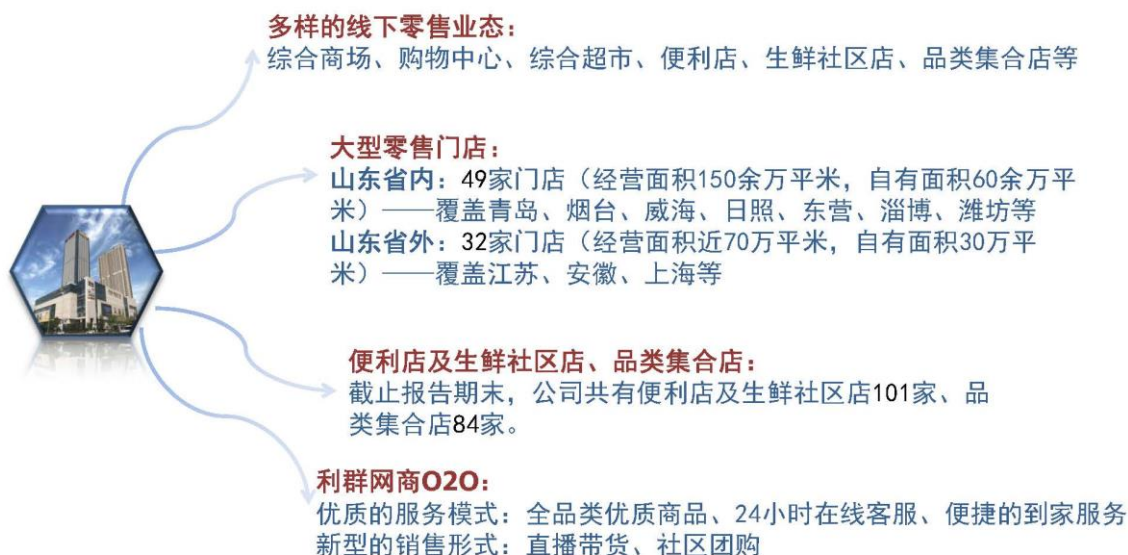 多样的线下零售业态：
综合商场、购物中心、综合超市、便利店、生鲜社区店、品类集合店等
大型零售门店：
山东省内：49家门店（经营面积150余万平米，自有面积60余万平
米）——覆盖青岛、烟台、威海、日照、东营、淄博、潍坊等
山东省外：32家门店（经营面积近70万平米，自有面积30万平
米）——覆盖江苏、安徽、上海等
便利店及生鲜社区店、品类集合店：
截止报告期末，公司共有便利店及生鲜社区店101家、品
类集合店84家。
利群网商O2O：
优质的服务模式：全品类优质商品、24小时在线客服、便捷的到家服务
新型的销售形式：直播带货、社区团购